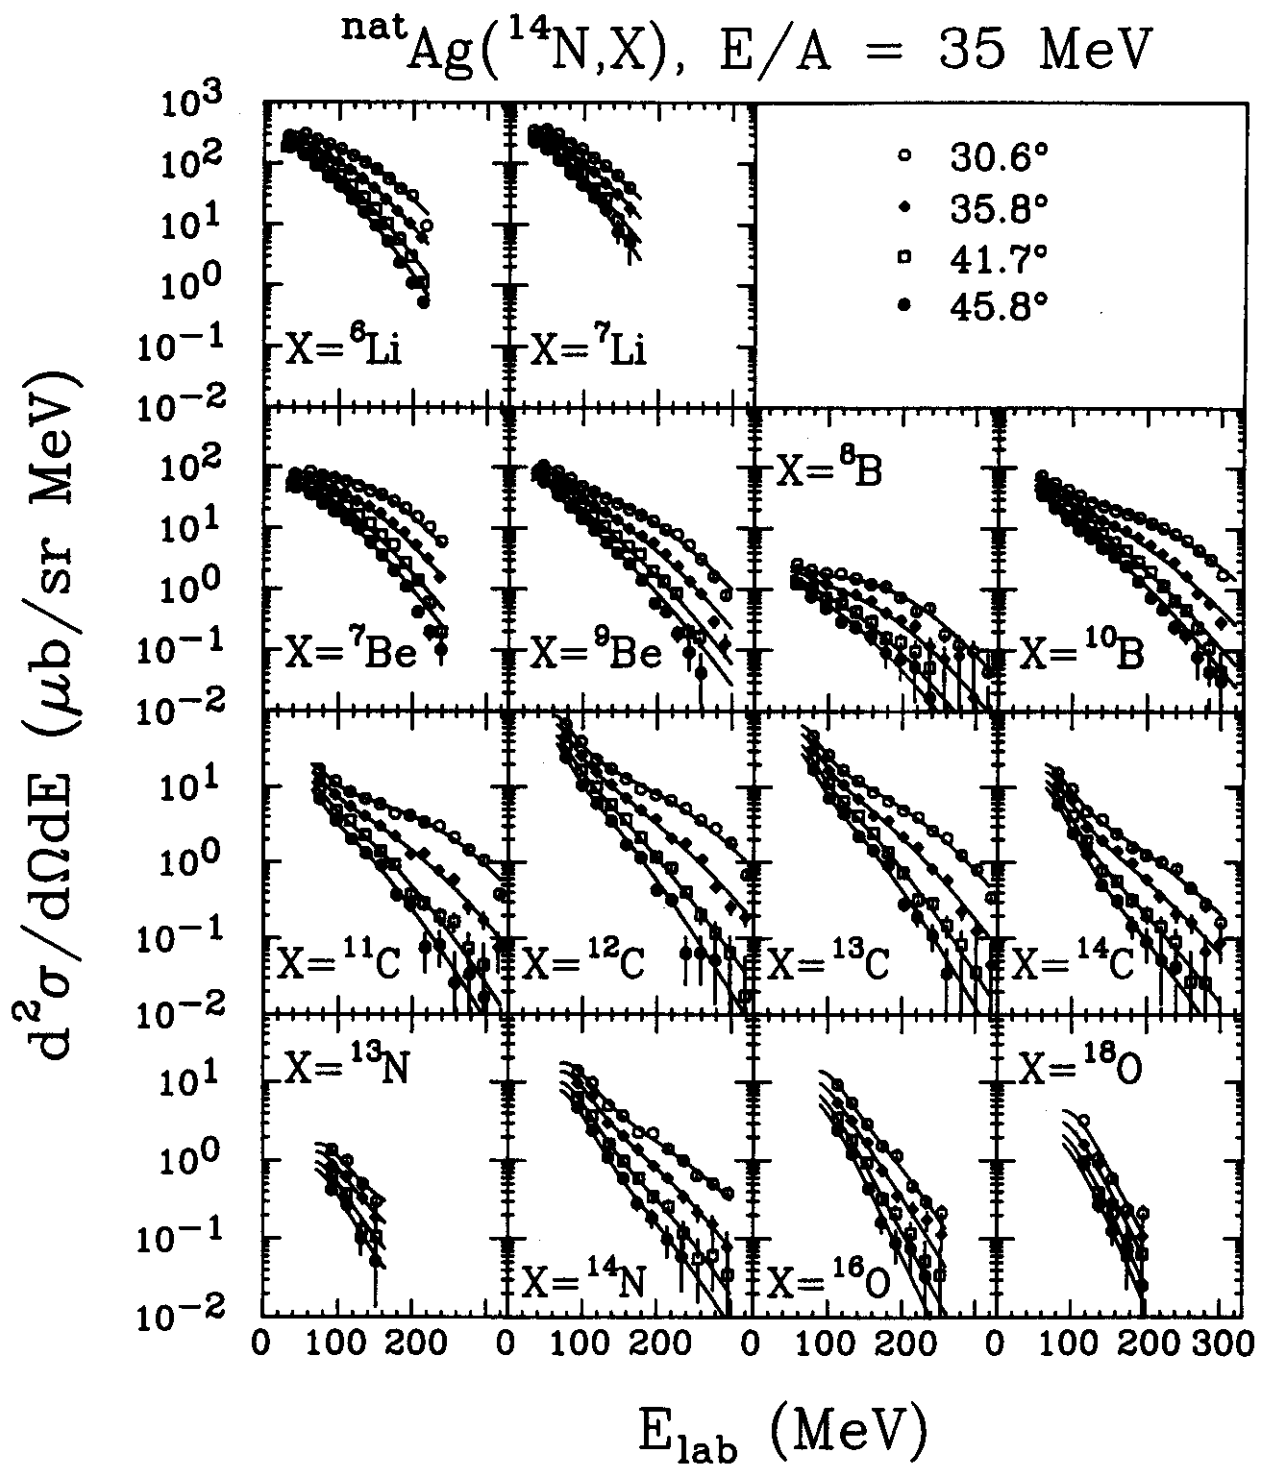 natAg(14N,X), E/A = 35 MeV
10³
10²
10¹
10⁰
10⁻¹
10⁻²
30.6°
35.8°
41.7°
45.8°
X=⁶Li
X=⁷Li
10²
10¹
10⁰
10⁻¹
10⁻²
X=⁷Be
X=⁹Be
X=⁸B
X=¹⁰B
10¹
10⁰
10⁻¹
10⁻²
X=¹¹C
X=¹²C
X=¹³C
X=¹⁴C
10¹
10⁰
10⁻¹
10⁻²
X=¹³N
X=¹⁴N
X=¹⁶O
X=¹⁸O
0 100 200 0 100 200 0 100 200 0 100 200 300
d²σ/dΩdE (μb/sr MeV)
E_lab (MeV)